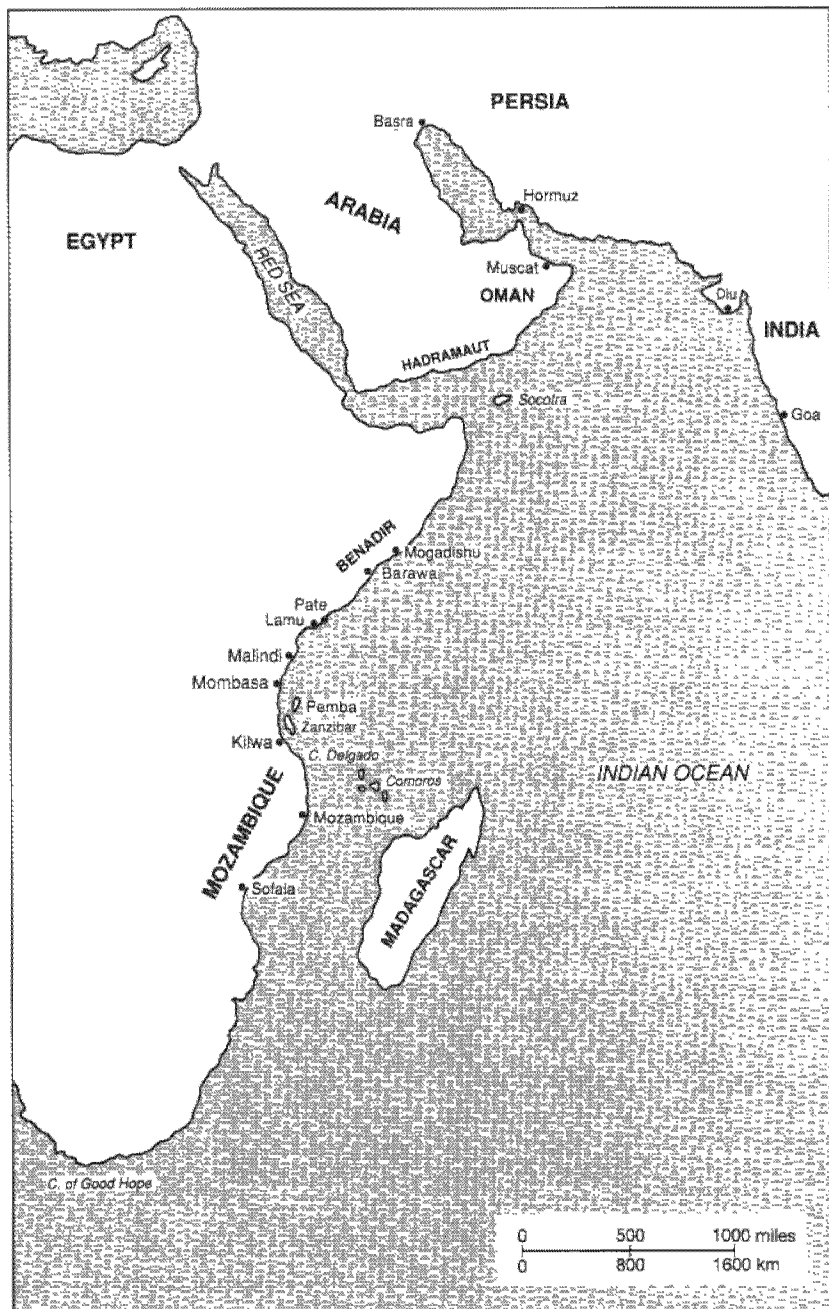 PERSIA
Basra
Hormuz
ARABIA
EGYPT
RED SEA
Muscat
OMAN
Diu
INDIA
HADRAMAUT
Socotra
Goa
BENADIR
Mogadishu
Barawa
Pate
Lamu
Malindi
Mombasa
Pemba
Zanzibar
Kilwa
C. Delgado
Comoros
INDIAN OCEAN
MOZAMBIQUE
Mozambique
MADAGASCAR
Sofala
C. of Good Hope
0 500 1000 miles
0 800 1600 km